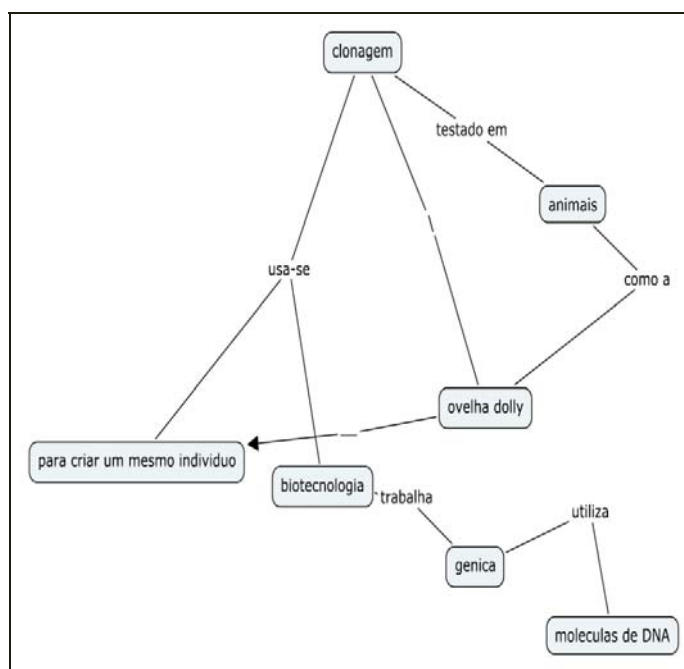 clonagem
testado em
animais
usa-se
como a
ovelha dolly
para criar um mesmo individuo
biotecnologia
trabalha
utiliza
genica
moleculas de DNA